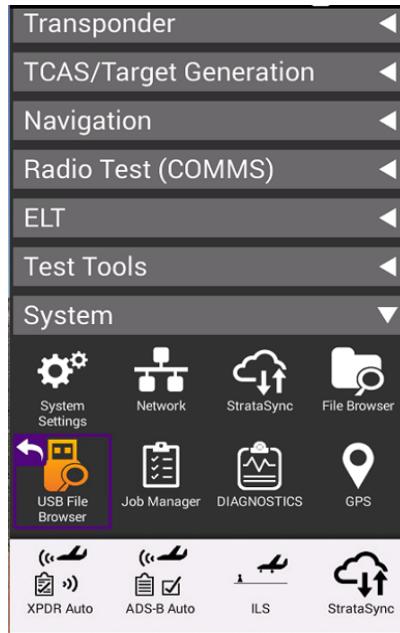 Transponder
TCAS/Target Generation
Navigation
Radio Test (COMMS)
ELT
Test Tools
System
System
Settings
Network
StrataSync
File Browser
USB File
Browser
Job Manager
DIAGNOSTICS
GPS
XPDR Auto
ADS-B Auto
ILS
StrataSync